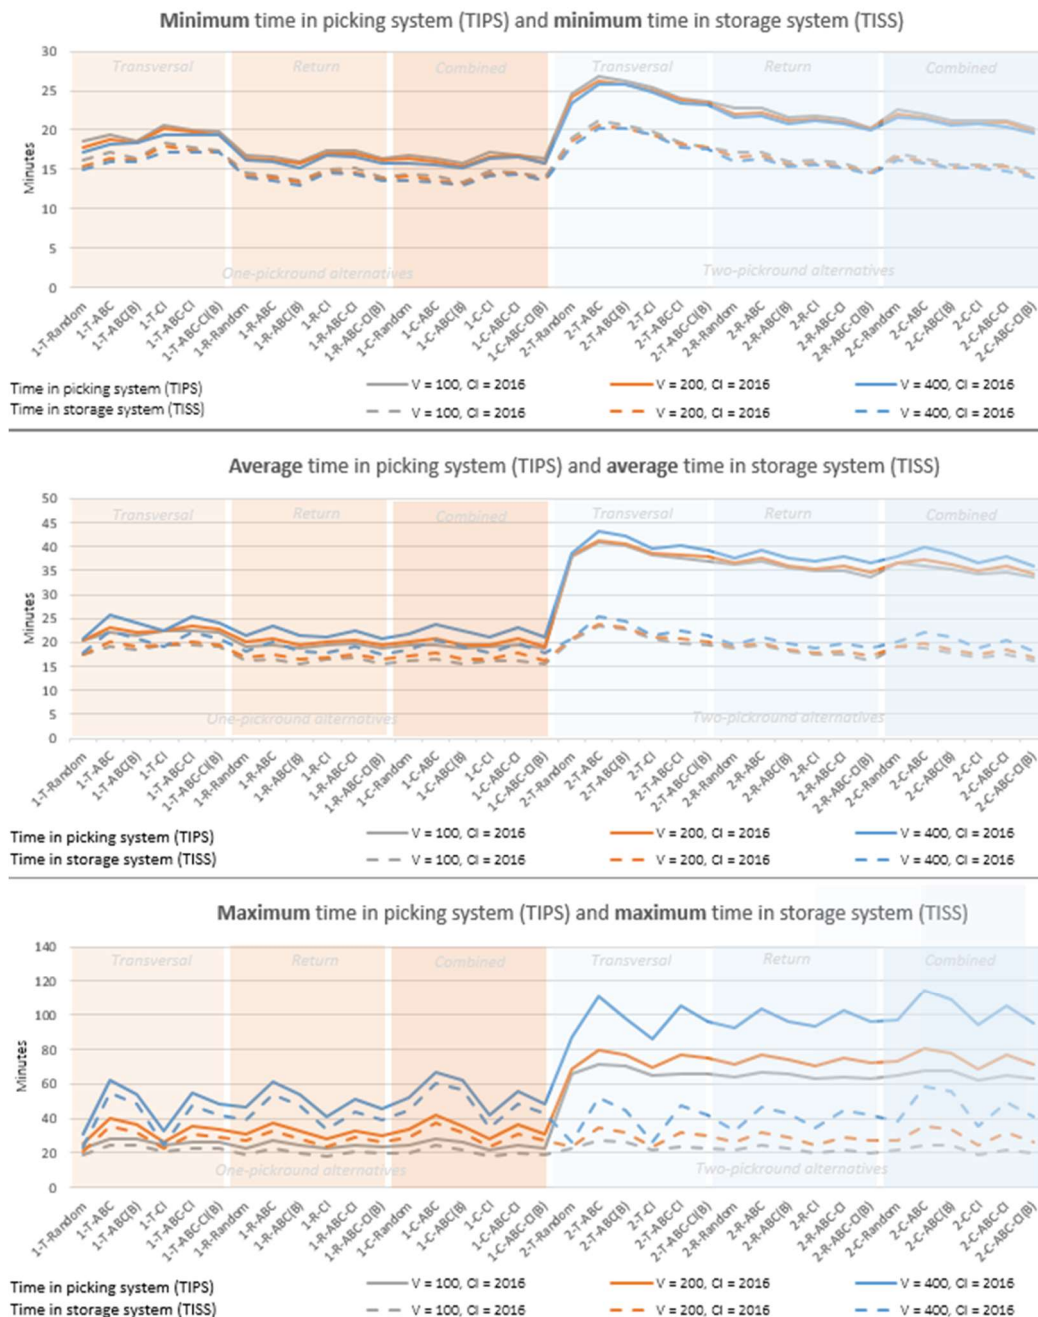 Minimum time in picking system (TIPS) and minimum time in storage system (TISS)
30
25
20
15
10
5
0
Minutes
Transversal Return Combined Transversal Return Combined
One-pickround alternatives Two-pickround alternatives
1-T-Random 1-T-ABC 1-T-ABC(B) 1-T-CI 1-T-ABC-CI 1-T-ABC-CI(B) 1-R-Random 1-R-ABC 1-R-ABC(B) 1-R-CI 1-R-ABC-CI 1-R-ABC-CI(B) 1-C-Random 1-C-ABC 1-C-ABC(B) 1-C-CI 1-C-ABC-CI 1-C-ABC-CI(B) 2-T-Random 2-T-ABC 2-T-ABC(B) 2-T-CI 2-T-ABC-CI 2-T-ABC-CI(B) 2-R-Random 2-R-ABC 2-R-ABC(B) 2-R-CI 2-R-ABC-CI 2-R-ABC-CI(B) 2-C-Random 2-C-ABC 2-C-ABC(B) 2-C-CI 2-C-ABC-CI 2-C-ABC-CI(B)
Time in picking system (TIPS) V = 100, CI = 2016 V = 200, CI = 2016 V = 400, CI = 2016
Time in storage system (TISS) V = 100, CI = 2016 V = 200, CI = 2016 V = 400, CI = 2016
Average time in picking system (TIPS) and average time in storage system (TISS)
50
45
40
35
30
25
20
15
10
5
0
Minutes
Transversal Return Combined Transversal Return Combined
One-pickround alternatives Two-pickround alternatives
1-T-Random 1-T-ABC 1-T-ABC(B) 1-T-CI 1-T-ABC-CI 1-T-ABC-CI(B) 1-R-Random 1-R-ABC 1-R-ABC(B) 1-R-CI 1-R-ABC-CI 1-R-ABC-CI(B) 1-C-Random 1-C-ABC 1-C-ABC(B) 1-C-CI 1-C-ABC-CI 1-C-ABC-CI(B) 2-T-Random 2-T-ABC 2-T-ABC(B) 2-T-CI 2-T-ABC-CI 2-T-ABC-CI(B) 2-R-Random 2-R-ABC 2-R-ABC(B) 2-R-CI 2-R-ABC-CI 2-R-ABC-CI(B) 2-C-Random 2-C-ABC 2-C-ABC(B) 2-C-CI 2-C-ABC-CI 2-C-ABC-CI(B)
Time in picking system (TIPS) V = 100, CI = 2016 V = 200, CI = 2016 V = 400, CI = 2016
Time in storage system (TISS) V = 100, CI = 2016 V = 200, CI = 2016 V = 400, CI = 2016
Maximum time in picking system (TIPS) and maximum time in storage system (TISS)
140
120
100
80
60
40
20
0
Minutes
Transversal Return Combined Transversal Return Combined
One-pickround alternatives Two-pickround alternatives
1-T-Random 1-T-ABC 1-T-ABC(B) 1-T-CI 1-T-ABC-CI 1-T-ABC-CI(B) 1-R-Random 1-R-ABC 1-R-ABC(B) 1-R-CI 1-R-ABC-CI 1-R-ABC-CI(B) 1-C-Random 1-C-ABC 1-C-ABC(B) 1-C-CI 1-C-ABC-CI 1-C-ABC-CI(B) 2-T-Random 2-T-ABC 2-T-ABC(B) 2-T-CI 2-T-ABC-CI 2-T-ABC-CI(B) 2-R-Random 2-R-ABC 2-R-ABC(B) 2-R-CI 2-R-ABC-CI 2-R-ABC-CI(B) 2-C-Random 2-C-ABC 2-C-ABC(B) 2-C-CI 2-C-ABC-CI 2-C-ABC-CI(B)
Time in picking system (TIPS) V = 100, CI = 2016 V = 200, CI = 2016 V = 400, CI = 2016
Time in storage system (TISS) V = 100, CI = 2016 V = 200, CI = 2016 V = 400, CI = 2016